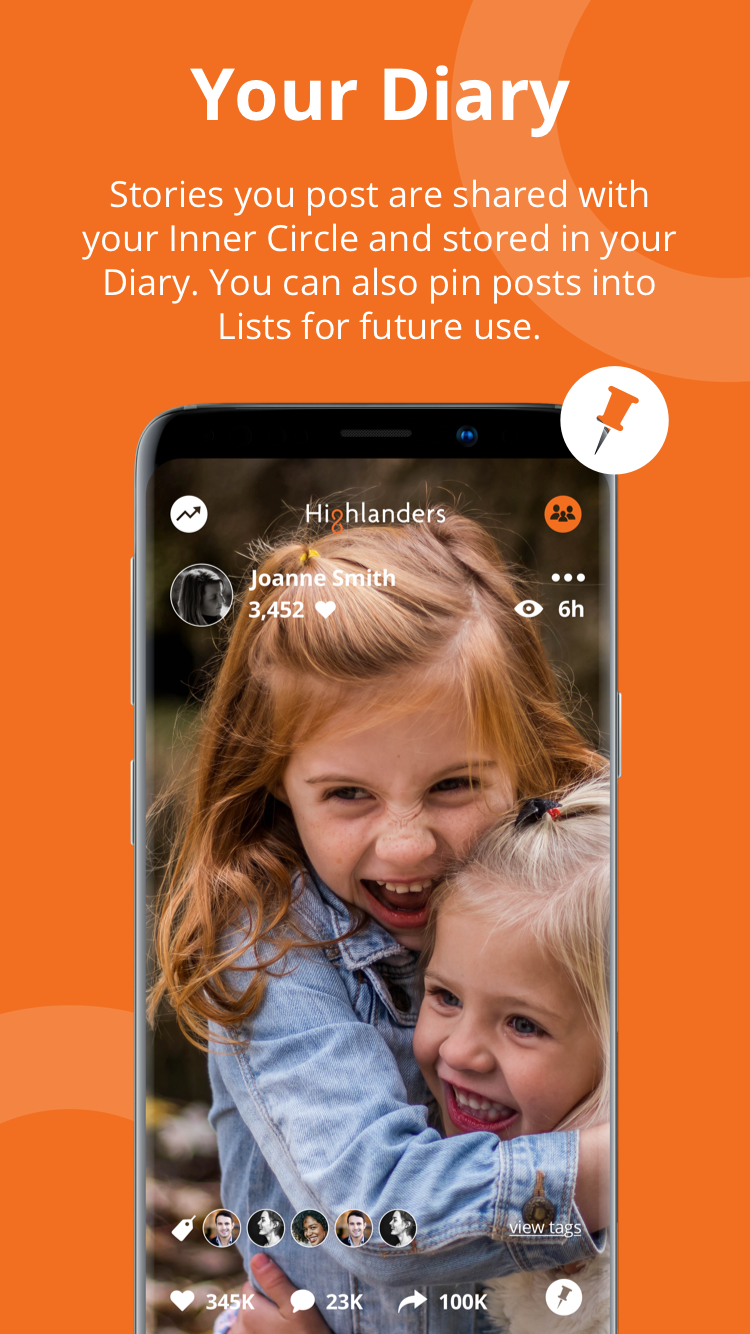 Your Diary
Stories you post are shared with
your Inner Circle and stored in your
Diary. You can also pin posts into
Lists for future use.
Highlanders
Joanne Smith
3,452
6h
view tags
345K
23K
100K